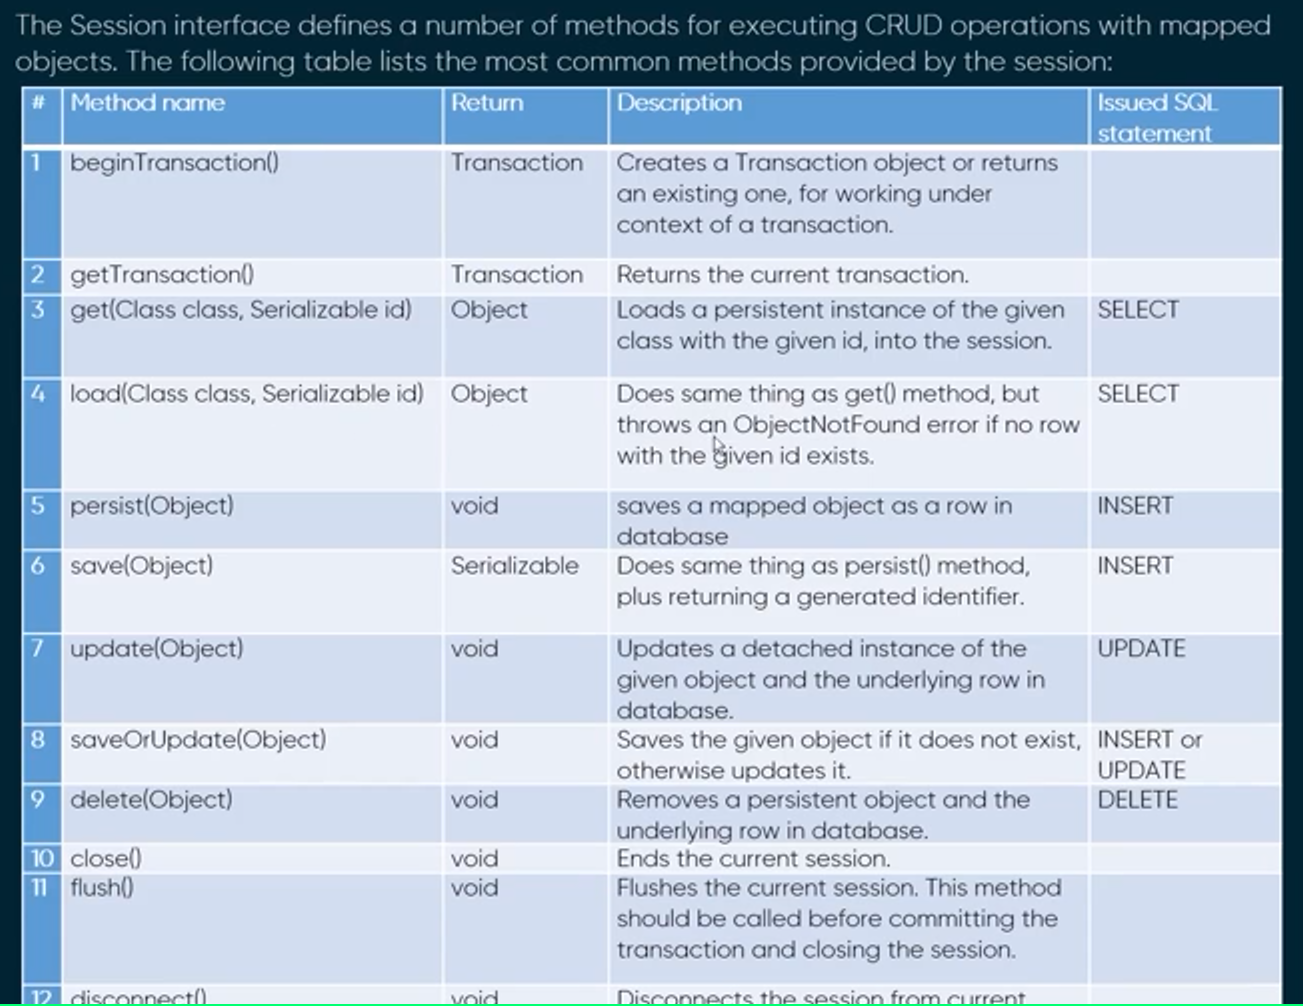 The Session interface defines a number of methods for executing CRUD operations with mapped
objects. The following table lists the most common methods provided by the session:
# Method name Return Description Issued SQL
statement
1 beginTransaction() Transaction Creates a Transaction object or returns
an existing one, for working under
context of a transaction.
2 getTransaction() Transaction Returns the current transaction.
3 get(Class class, Serializable id) Object Loads a persistent instance of the given SELECT
class with the given id, into the session.
4 load(Class class, Serializable id) Object Does same thing as get() method, but SELECT
throws an ObjectNotFound error if no row
with the given id exists.
5 persist(Object) void saves a mapped object as a row in INSERT
database
6 save(Object) Serializable Does same thing as persist() method, INSERT
plus returning a generated identifier.
7 update(Object) void Updates a detached instance of the UPDATE
given object and the underlying row in
database.
8 saveOrUpdate(Object) void Saves the given object if it does not exist, INSERT or
otherwise updates it. UPDATE
9 delete(Object) void Removes a persistent object and the DELETE
underlying row in database.
10 close() void Ends the current session.
11 flush() void Flushes the current session. This method
should be called before committing the
transaction and closing the session.
12 disconnect() void Disconnects the session from current